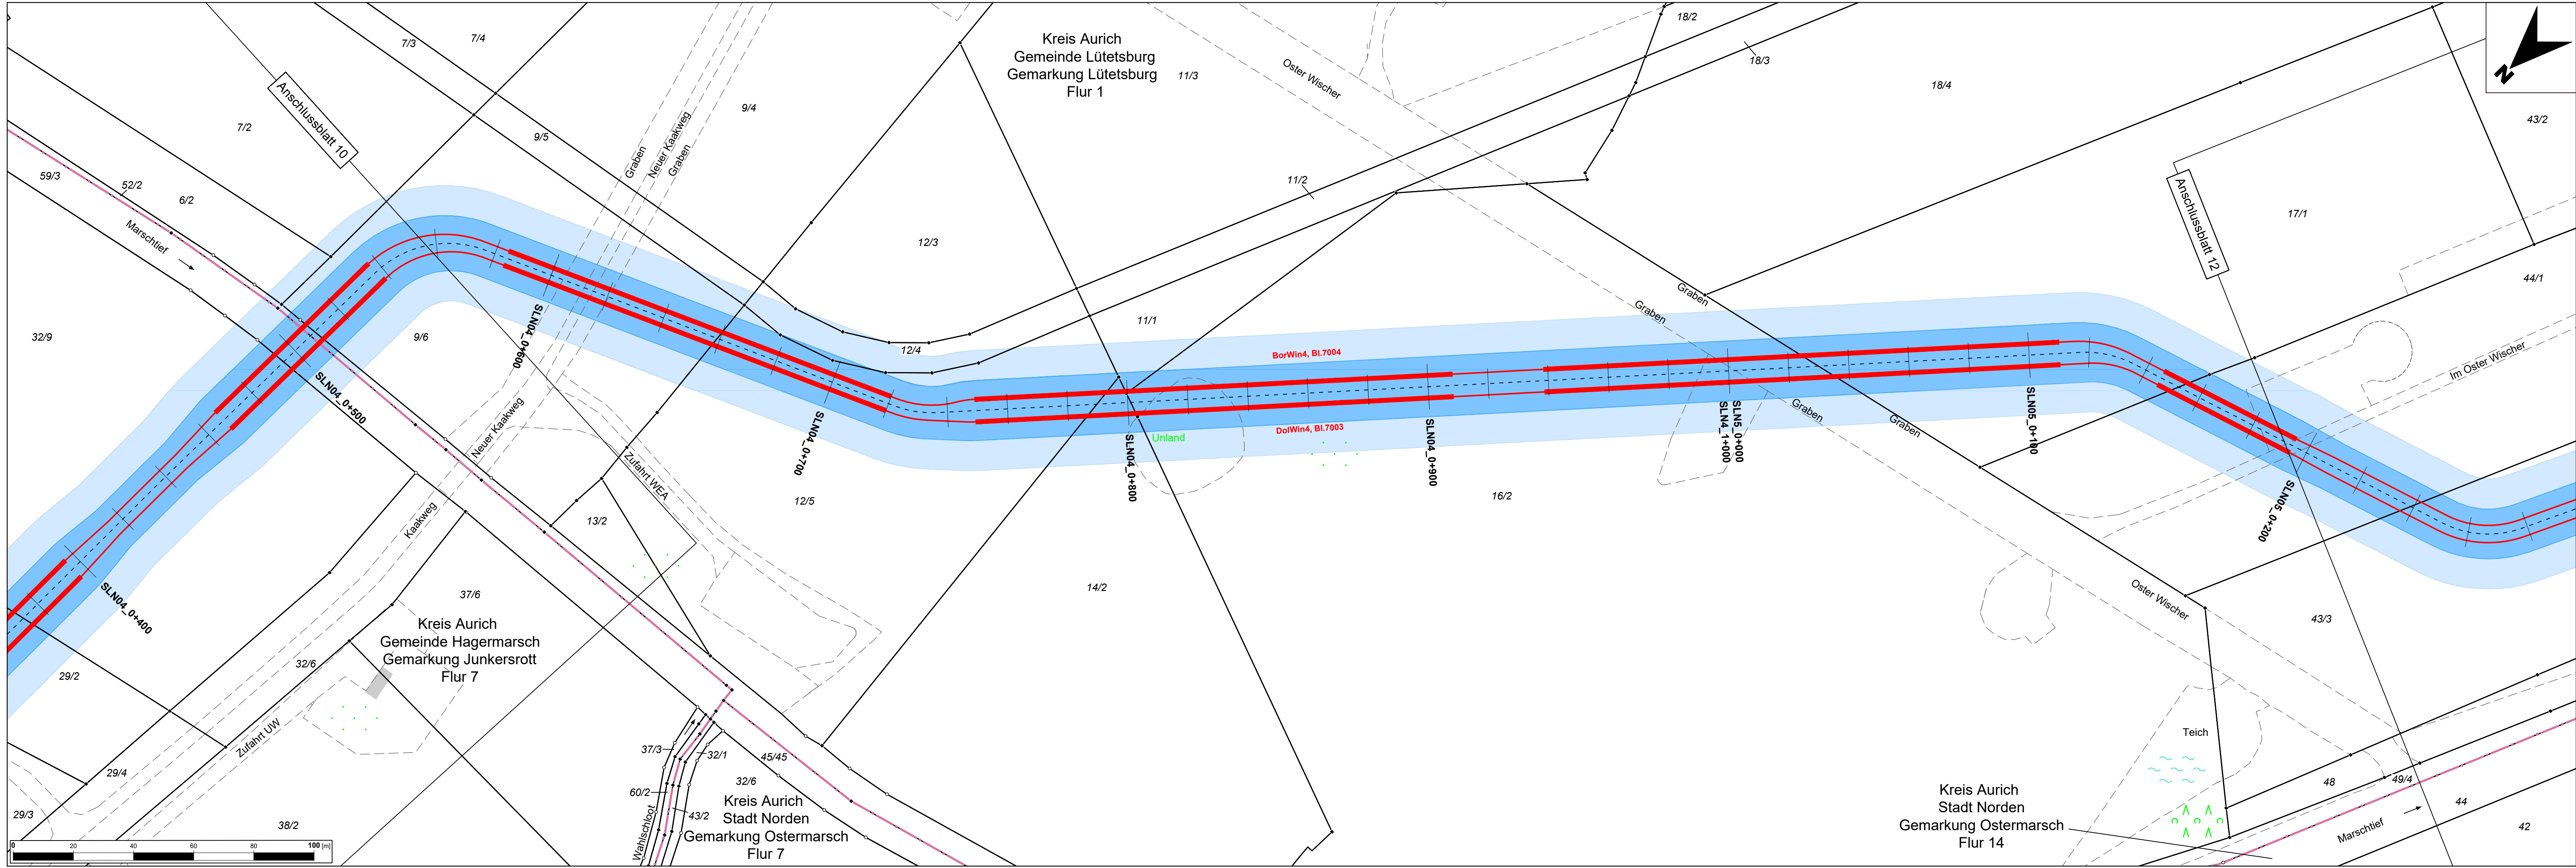 7/3
7/4
Kreis Aurich
Gemeinde Lütetsburg
Gemarkung Lütetsburg
Flur 1
11/3
Oster Wischer
18/2
18/3
18/4
N
43/2
7/2
Anschlussblatt 10
9/5
9/4
Graben
Neuer Kaakweg
Graben
59/3
52/2
6/2
11/2
Anschlussblatt 12
17/1
Marschtief
12/3
44/1
32/9
9/6
SLN04_0+600
12/4
11/1
BorWin4, Bl.7004
Graben
Graben
Im Oster Wischer
SLN04_0+500
Neuer Kaakweg
SLN04_0+700
Unland
DolWin4, Bl.7003
SLN04_0+800
SLN04_0+900
SLN4_1+000
SLN5_0+000
Graben
Graben
SLN05_0+100
SLN05_0+200
Zufahrt WEA
12/5
16/2
Kaakweg
13/2
14/2
SLN04_0+400
37/6
Kreis Aurich
Gemeinde Hagermarsch
Gemarkung Junkersrott
Flur 7
Oster Wischer
43/3
29/2
32/6
Zufahrt UW
29/4
29/3
38/2
37/3
32/1
45/45
32/6
60/2
43/2
Wahlschloot
Kreis Aurich
Stadt Norden
Gemarkung Ostermarsch
Flur 7
Teich
Kreis Aurich
Stadt Norden
Gemarkung Ostermarsch
Flur 14
48
49/4
44
Marschtief
42
0 20 40 60 80 100 [m]